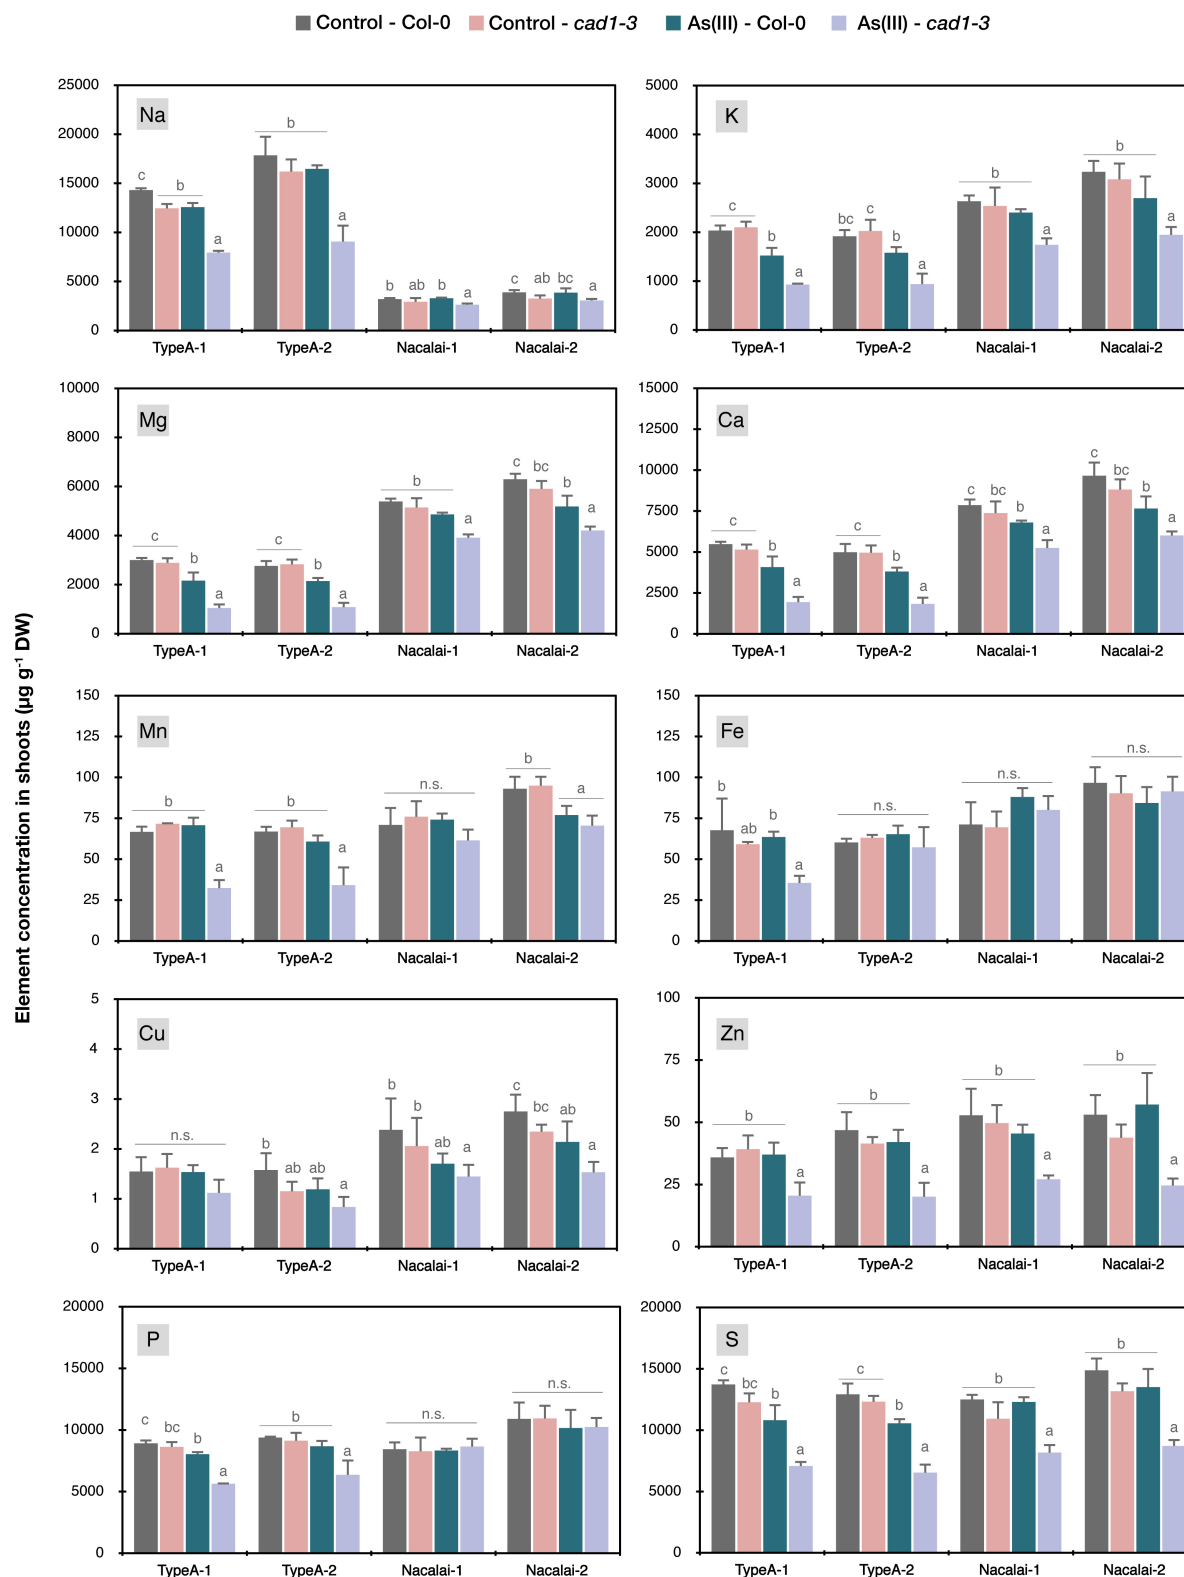 Control - Col-0 Control - cad1-3 As(III) - Col-0 As(III) - cad1-3
Element concentration in shoots (µg g-1 DW)
Na
25000
20000
15000
10000
5000
0
c b a
b a
b ab b a
c ab bc a
TypeA-1 TypeA-2 Nacalai-1 Nacalai-2
K
5000
4000
3000
2000
1000
0
c b a
bc c b a
b a
b a
TypeA-1 TypeA-2 Nacalai-1 Nacalai-2
Mg
10000
8000
6000
4000
2000
0
c b a
c b a
b a
c bc b a
TypeA-1 TypeA-2 Nacalai-1 Nacalai-2
Ca
15000
12500
10000
7500
5000
2500
0
c b a
c b a
c bc b a
c bc b a
TypeA-1 TypeA-2 Nacalai-1 Nacalai-2
Mn
150
125
100
75
50
25
0
b a
b a
n.s.
b a
TypeA-1 TypeA-2 Nacalai-1 Nacalai-2
Fe
150
125
100
75
50
25
0
b ab b a
n.s.
n.s.
n.s.
TypeA-1 TypeA-2 Nacalai-1 Nacalai-2
Cu
5
4
3
2
1
0
n.s.
b ab ab a
b b ab a
c bc ab a
TypeA-1 TypeA-2 Nacalai-1 Nacalai-2
Zn
100
75
50
25
0
b a
b a
b a
b a
TypeA-1 TypeA-2 Nacalai-1 Nacalai-2
P
20000
15000
10000
5000
0
c bc b a
b a
n.s.
n.s.
TypeA-1 TypeA-2 Nacalai-1 Nacalai-2
S
20000
15000
10000
5000
0
c bc b a
c b a
b a
b a
TypeA-1 TypeA-2 Nacalai-1 Nacalai-2